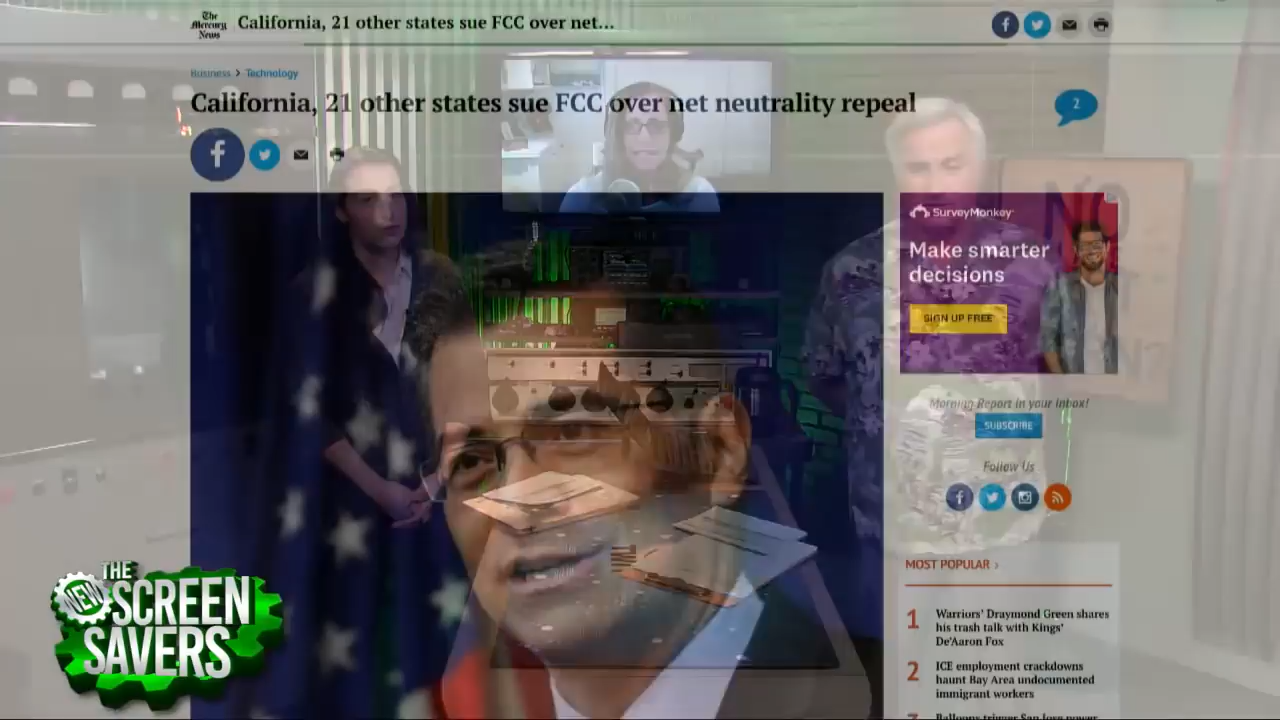 The
Mercury
News
California, 21 other states sue FCC over net...
Business > Technology
California, 21 other states sue FCC over net neutrality repeal
2
SurveyMonkey
Make smarter
decisions
SIGN UP FREE
Morning Report in your inbox!
SUBSCRIBE
Follow Us
MOST POPULAR >
1 Warriors' Draymond Green shares
his trash talk with Kings'
De'Aaron Fox
2 ICE employment crackdowns
haunt Bay Area undocumented
immigrant workers
THE
NEW
SCREEN
SAVERS